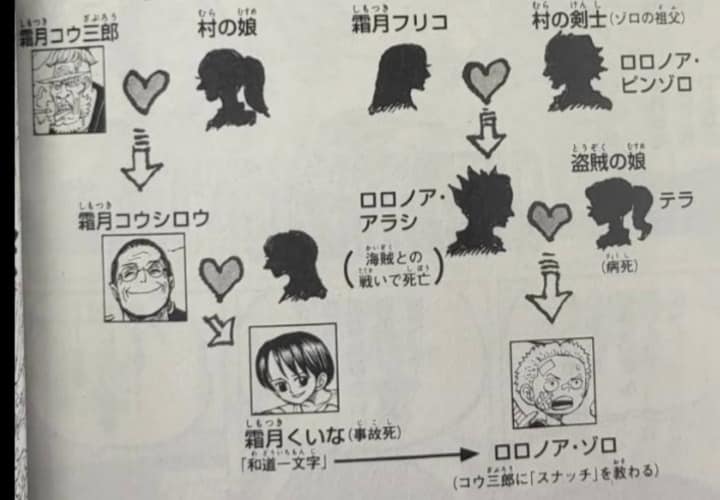 霜月コウ三郎
村の娘
霜月フリコ
村の剣士(ゾロの祖父)
ロロノア・
ピンゾロ
霜月コウシロウ
ロロノア・
アラシ
(海賊との
戦いで死亡)
盗賊の娘
テラ
(病死)
霜月くいな(事故死)
「和道一文字」
ロロノア・ゾロ
(コウ三郎に「スナッチ」を教わる)